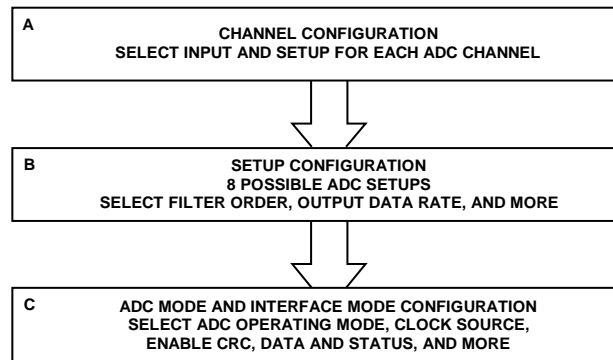 A
CHANNEL CONFIGURATION
SELECT INPUT AND SETUP FOR EACH ADC CHANNEL
B
SETUP CONFIGURATION
8 POSSIBLE ADC SETUPS
SELECT FILTER ORDER, OUTPUT DATA RATE, AND MORE
C
ADC MODE AND INTERFACE MODE CONFIGURATION
SELECT ADC OPERATING MODE, CLOCK SOURCE,
ENABLE CRC, DATA AND STATUS, AND MORE